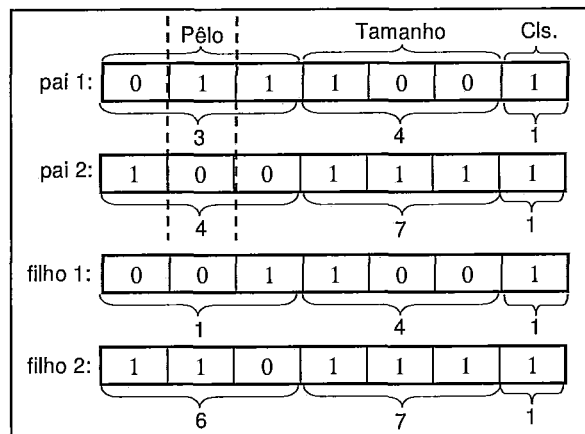 Pêlo Tamanho Cls.
pai 1: 0 1 1 1 0 0 1
3 4 1
pai 2: 1 0 0 1 1 1 1
4 7 1
filho 1: 0 0 1 1 0 0 1
1 4 1
filho 2: 1 1 0 1 1 1 1
6 7 1